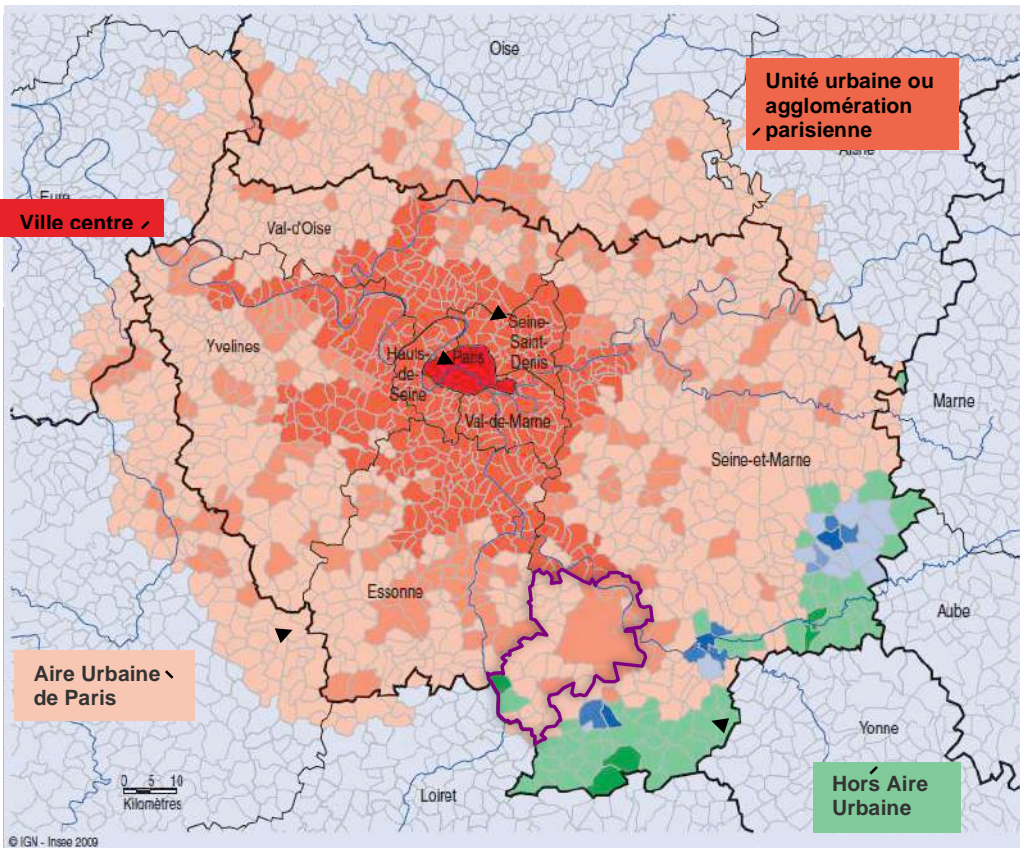 Oise
Unité urbaine ou
agglomération
parisienne
Aisne
Eure
Ville centre
Val-d'Oise
Yvelines
Hauts-
de-
Seine
Paris
Seine-
Saint-
Denis
Val-de-Marne
Marne
Seine-et-Marne
Essonne
Aube
Aire Urbaine
de Paris
Yonne
0 5 10
Kilomètres
Loiret
Hors Aire
Urbaine
© IGN - Insee 2009